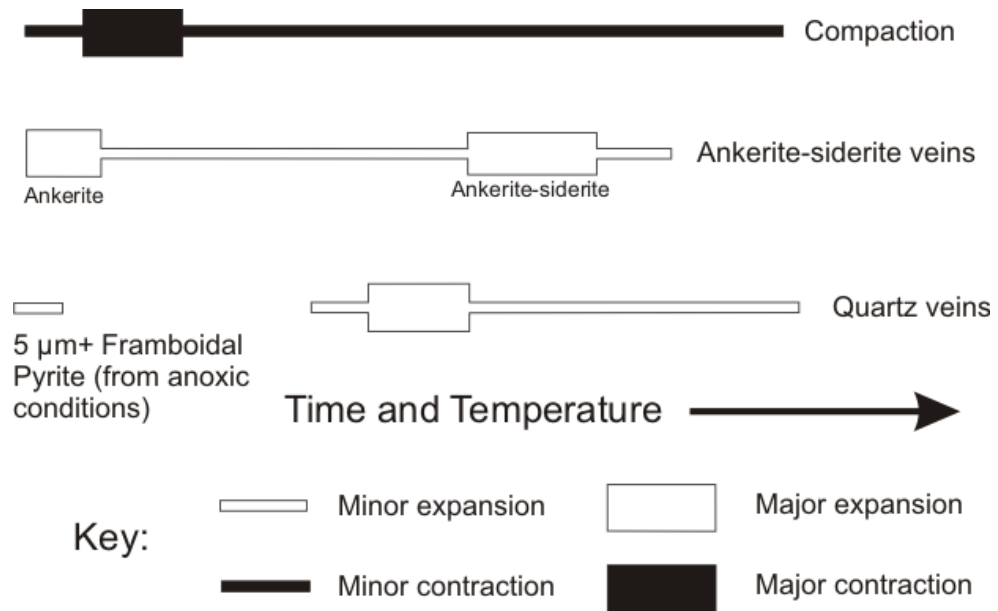 Compaction
Ankerite-siderite veins
Ankerite
Ankerite-siderite
Quartz veins
5 µm+ Framboidal
Pyrite (from anoxic
conditions)
Time and Temperature
Key:
Minor expansion
Major expansion
Minor contraction
Major contraction